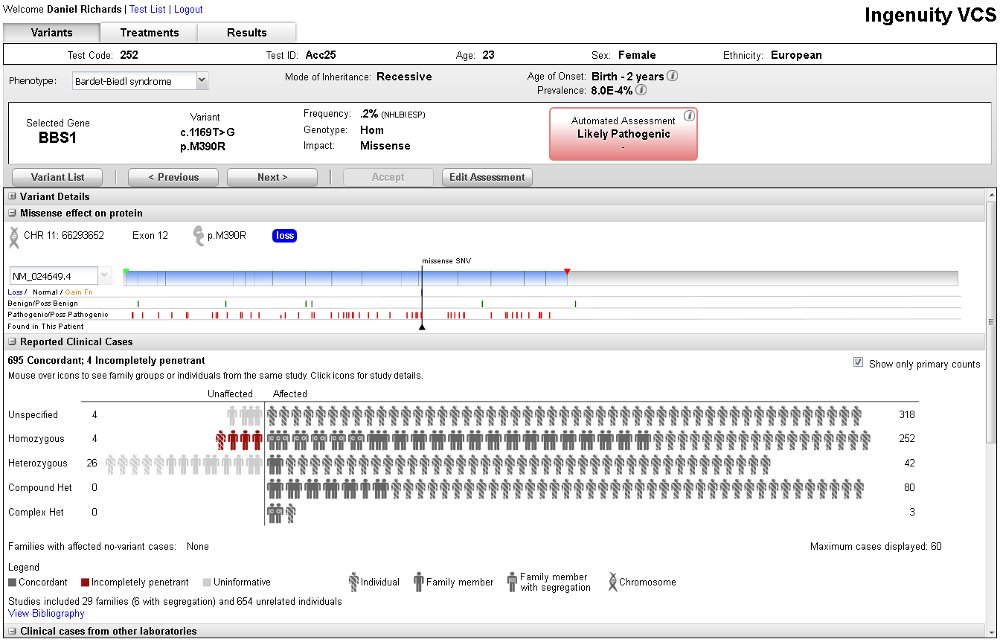 Welcome Daniel Richards | Test List | Logout
Ingenuity VCS
Variants Treatments Results
Test Code: 252 Test ID: Acc25 Age: 23 Sex: Female Ethnicity: European
Phenotype: Bardet-Biedl syndrome Mode of Inheritance: Recessive Age of Onset: Birth - 2 years
Prevalence: 8.0E-4%
Selected Gene
BBS1
Variant
c.1169T>G
p.M390R
Frequency: .2% (NHLBI ESP)
Genotype: Hom
Impact: Missense
Automated Assessment
Likely Pathogenic
-
Variant List < Previous Next > Accept Edit Assessment
Variant Details
Missense effect on protein
CHR 11: 66293652 Exon 12 p.M390R loss
missense SNV
NM_024649.4
Loss / Normal / Gain Fn
Benign/Poss Benign
Pathogenic/Poss Pathogenic
Found in This Patient
Reported Clinical Cases
695 Concordant; 4 Incompletely penetrant
Show only primary counts
Mouse over icons to see family groups or individuals from the same study. Click icons for study details.
Unaffected Affected
Unspecified 4 318
Homozygous 4 252
Heterozygous 26 42
Compound Het 0 80
Complex Het 0 3
Families with affected no-variant cases: None Maximum cases displayed: 60
Legend
Concordant Incompletely penetrant Uninformative Individual Family member Family member with segregation Chromosome
Studies included 29 families (6 with segregation) and 654 unrelated individuals
View Bibliography
Clinical cases from other laboratories